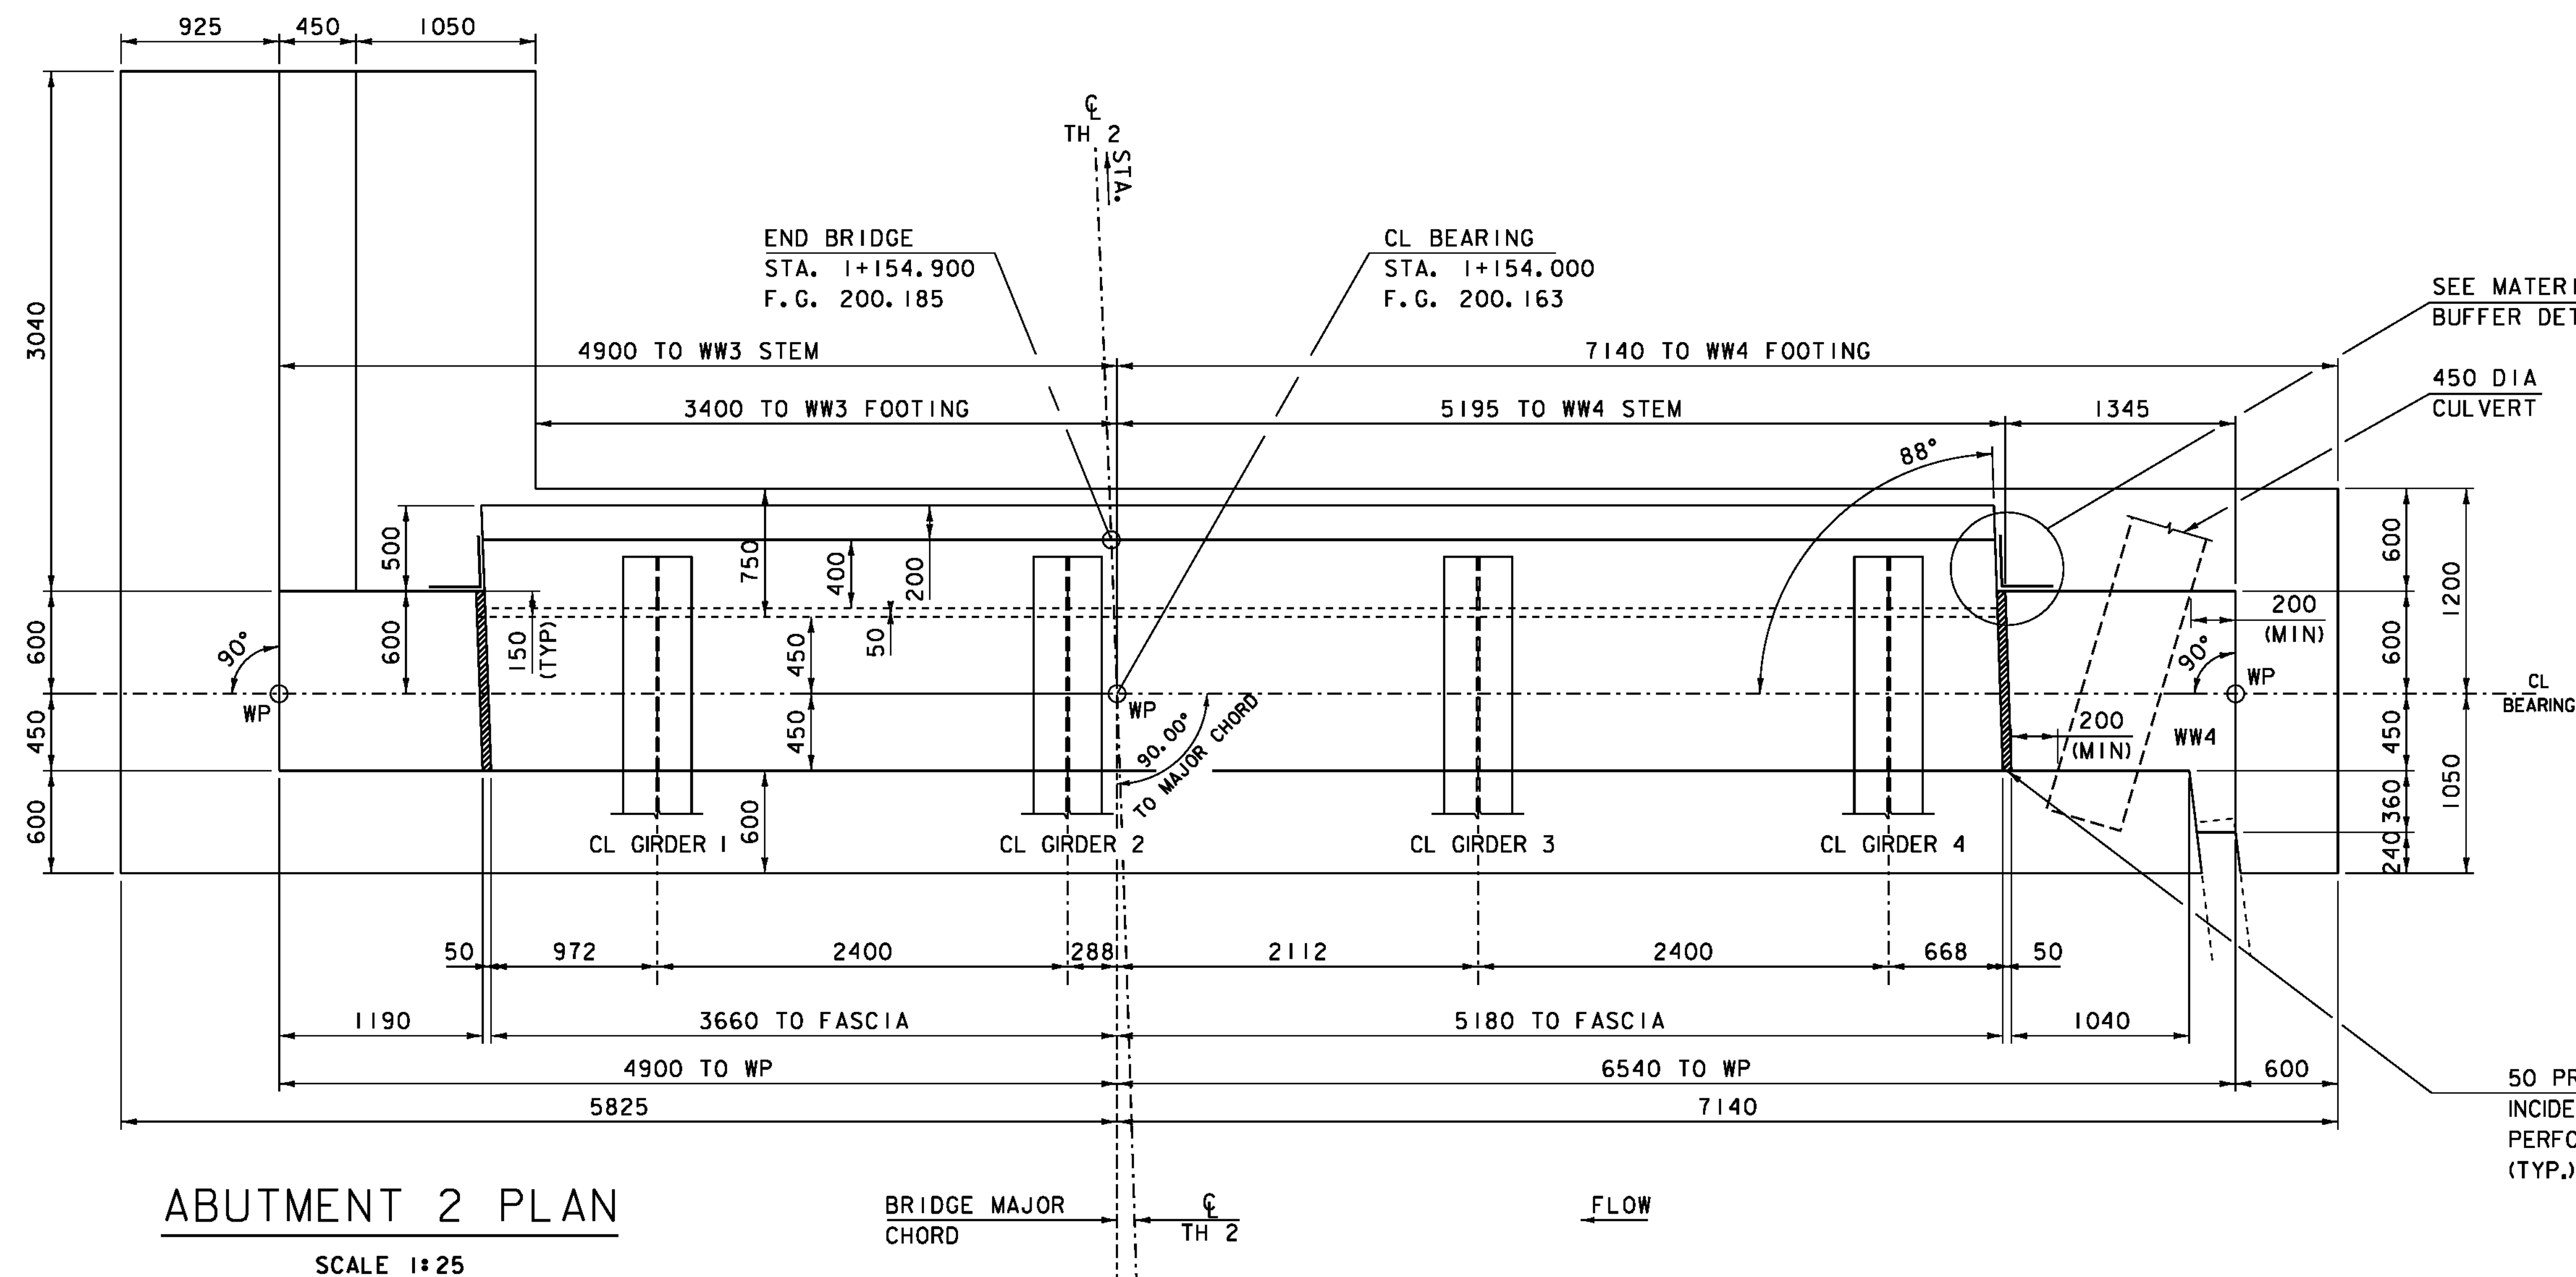 925 450 1050
℄
TH 2
STA.
END BRIDGE
STA. 1+154.900
F.G. 200.185
CL BEARING
STA. 1+154.000
F.G. 200.163
SEE MATERI
BUFFER DET
3040
4900 TO WW3 STEM
7140 TO WW4 FOOTING
450 DIA
CULVERT
3400 TO WW3 FOOTING
5195 TO WW4 STEM
1345
88°
500
750
400
200
600
1200
600
600
150
(TYP)
450
50
200
(MIN)
600
90°
90°
WP
WP
WP
CL
BEARING
450
450
90.00°
TO MAJOR CHORD
200
(MIN)
WW4
450
1050
600
600
360
240
CL GIRDER 1
CL GIRDER 2
CL GIRDER 3
CL GIRDER 4
50 972 2400 288 2112 2400 668 50
1190 3660 TO FASCIA 5180 TO FASCIA 1040
4900 TO WP 6540 TO WP 600
5825 7140
50 PR
INCIDE
PERFO
(TYP.)
ABUTMENT 2 PLAN
SCALE 1:25
BRIDGE MAJOR
CHORD
℄
TH 2
FLOW